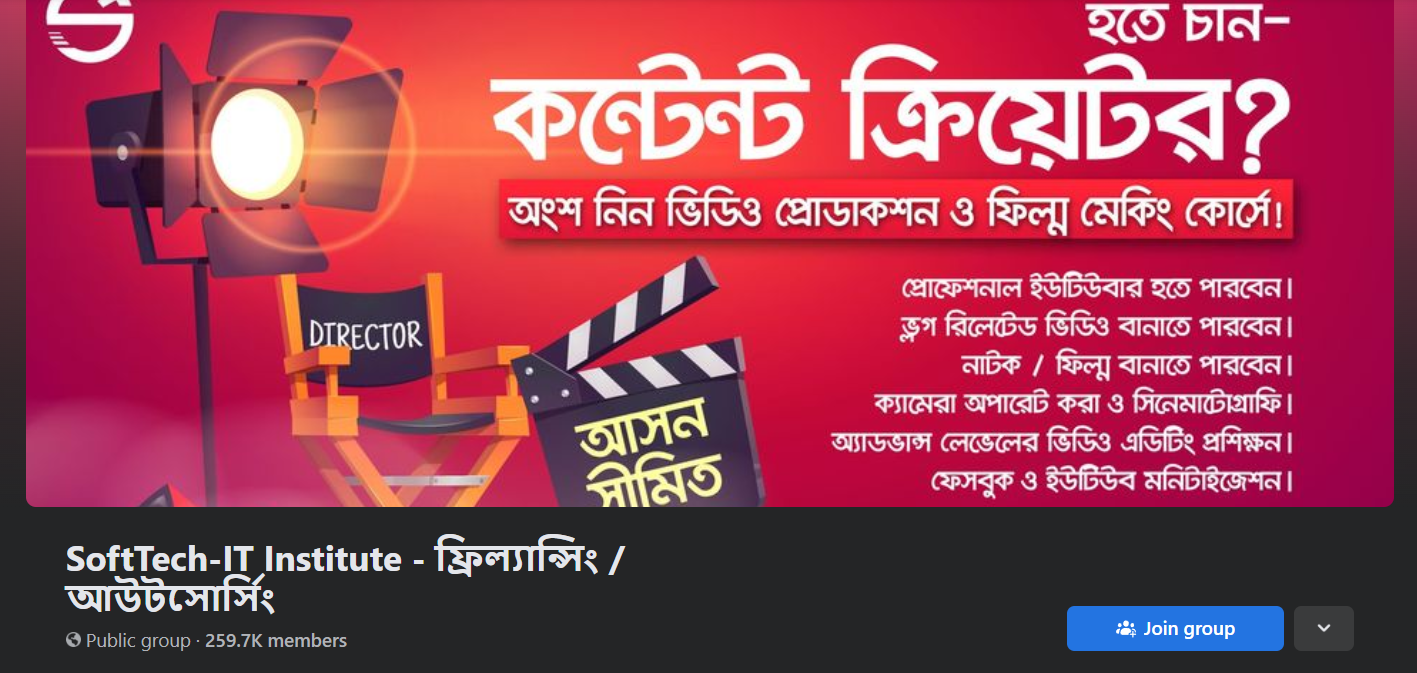 হতে চান-
কন্টেন্ট ক্রিয়েটর?
অংশ নিন ভিডিও প্রোডাকশন ও ফিল্ম মেকিং কোর্সে!
DIRECTOR
আসন
সীমিত
প্রোফেশনাল ইউটিউবার হতে পারবেন।
ভ্লগ রিলেটেড ভিডিও বানাতে পারবেন।
নাটক / ফিল্ম বানাতে পারবেন।
ক্যামেরা অপারেট করা ও সিনেমাটোগ্রাফি।
অ্যাডভান্স লেভেলের ভিডিও এডিটিং প্রশিক্ষন।
ফেসবুক ও ইউটিউব মনিটাইজেশন।
SoftTech-IT Institute - ফ্রিল্যান্সিং /
আউটসোর্সিং
Public group · 259.7K members
Join group